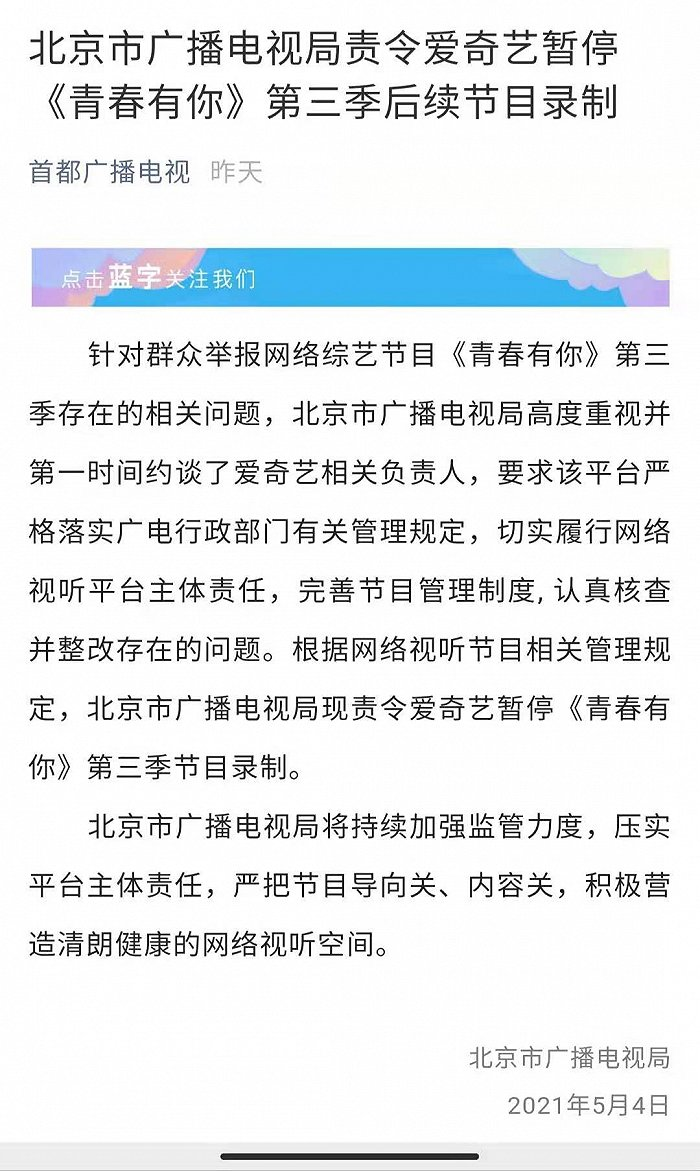 北京市广播电视局责令爱奇艺暂停
《青春有你》第三季后续节目录制
首都广播电视 昨天
点击蓝字关注我们
针对群众举报网络综艺节目《青春有你》第三
季存在的相关问题，北京市广播电视局高度重视并
第一时间约谈了爱奇艺相关负责人，要求该平台严
格落实广电行政部门有关管理规定，切实履行网络
视听平台主体责任，完善节目管理制度, 认真核查
并整改存在的问题。根据网络视听节目相关管理规
定，北京市广播电视局现责令爱奇艺暂停《青春有
你》第三季节目录制。
北京市广播电视局将持续加强监管力度，压实
平台主体责任，严把节目导向关、内容关，积极营
造清朗健康的网络视听空间。
北京市广播电视局
2021年5月4日